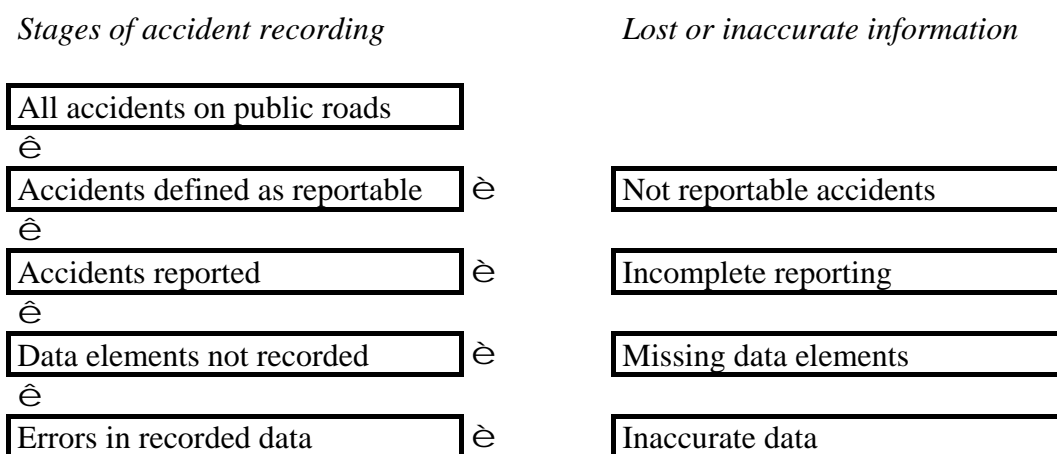 Stages of accident recording Lost or inaccurate information
All accidents on public roads
ê
Accidents defined as reportable è Not reportable accidents
ê
Accidents reported è Incomplete reporting
ê
Data elements not recorded è Missing data elements
ê
Errors in recorded data è Inaccurate data